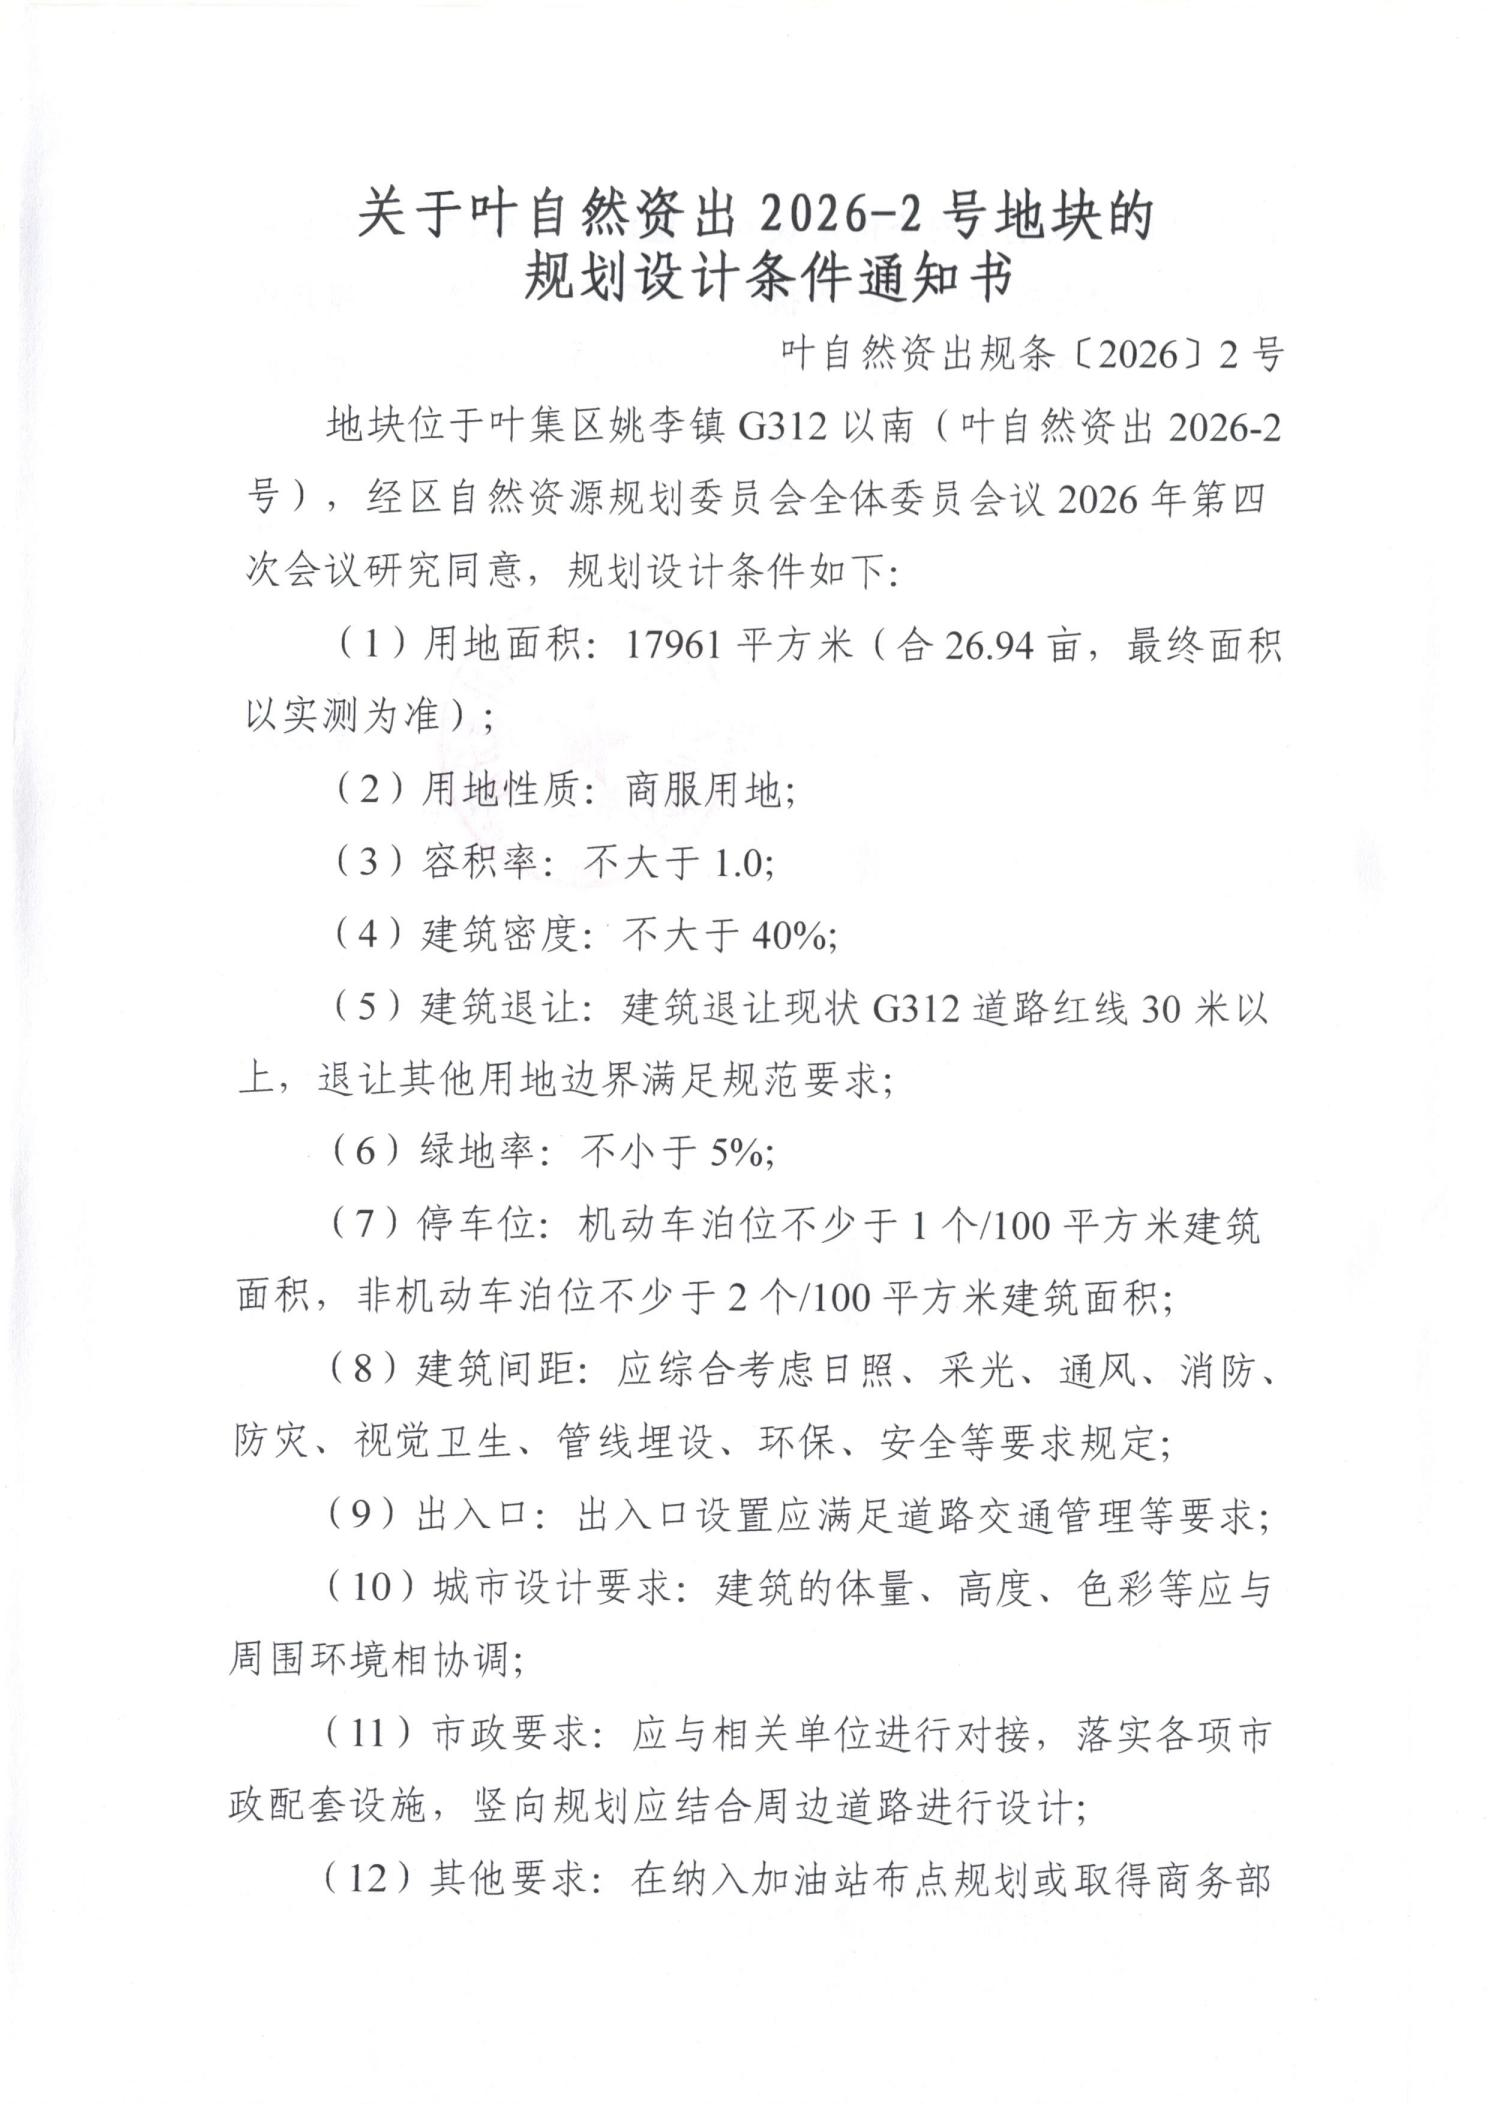 关于叶自然资出 2026-2 号地块的
规划设计条件通知书
叶自然资出规条〔2026〕2 号
地块位于叶集区姚李镇 G312 以南（叶自然资出 2026-2
号），经区自然资源规划委员会全体委员会议 2026 年第四
次会议研究同意，规划设计条件如下：
（1）用地面积：17961 平方米（合 26.94 亩，最终面积
以实测为准）；
（2）用地性质：商服用地；
（3）容积率：不大于 1.0；
（4）建筑密度：不大于 40%；
（5）建筑退让：建筑退让现状 G312 道路红线 30 米以
上，退让其他用地边界满足规范要求；
（6）绿地率：不小于 5%；
（7）停车位：机动车泊位不少于 1 个/100 平方米建筑
面积，非机动车泊位不少于 2 个/100 平方米建筑面积；
（8）建筑间距：应综合考虑日照、采光、通风、消防、
防灾、视觉卫生、管线埋设、环保、安全等要求规定；
（9）出入口：出入口设置应满足道路交通管理等要求；
（10）城市设计要求：建筑的体量、高度、色彩等应与
周围环境相协调；
（11）市政要求：应与相关单位进行对接，落实各项市
政配套设施，竖向规划应结合周边道路进行设计；
（12）其他要求：在纳入加油站布点规划或取得商务部